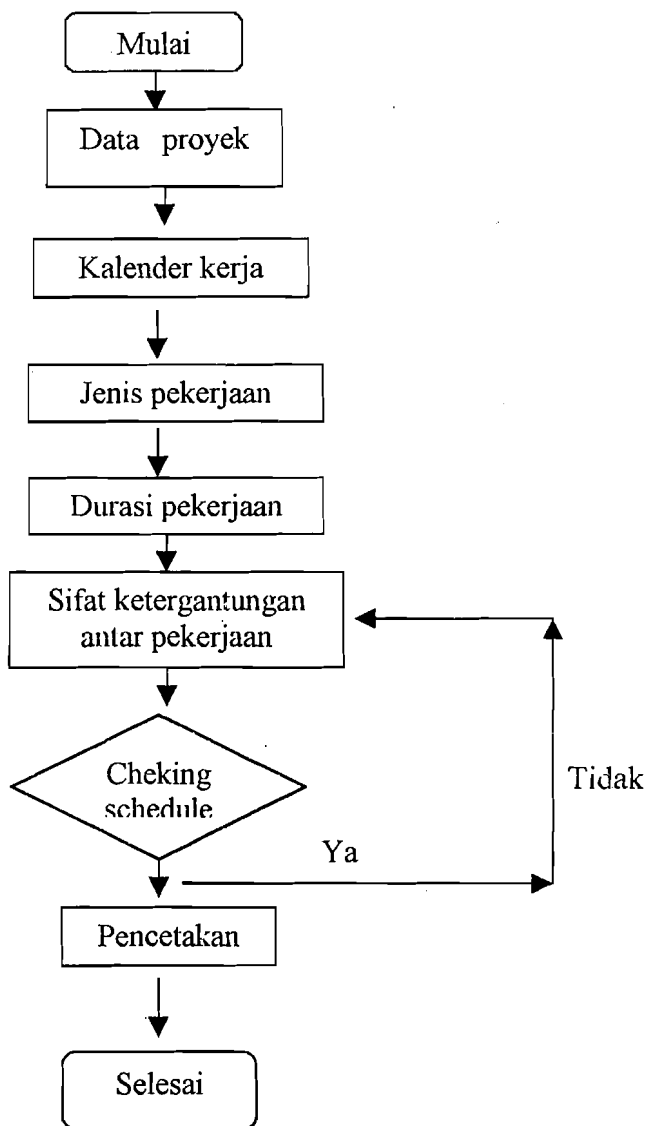 Mulai
Data proyek
Kalender kerja
Jenis pekerjaan
Durasi pekerjaan
Sifat ketergantungan
antar pekerjaan
Cheking
schedule
Tidak
Ya
Pencetakan
Selesai